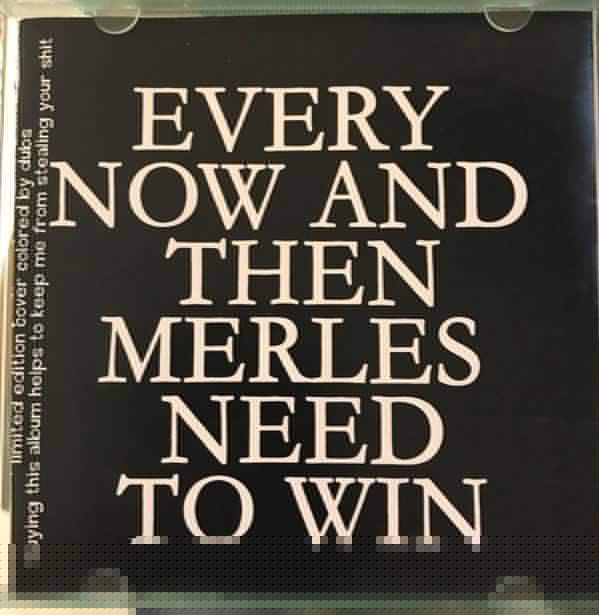 EVERY
NOW AND
THEN
MERLES
NEED
TO WIN
limited edition cover colored by dubs
buying this album helps to keep me from stealing your shit